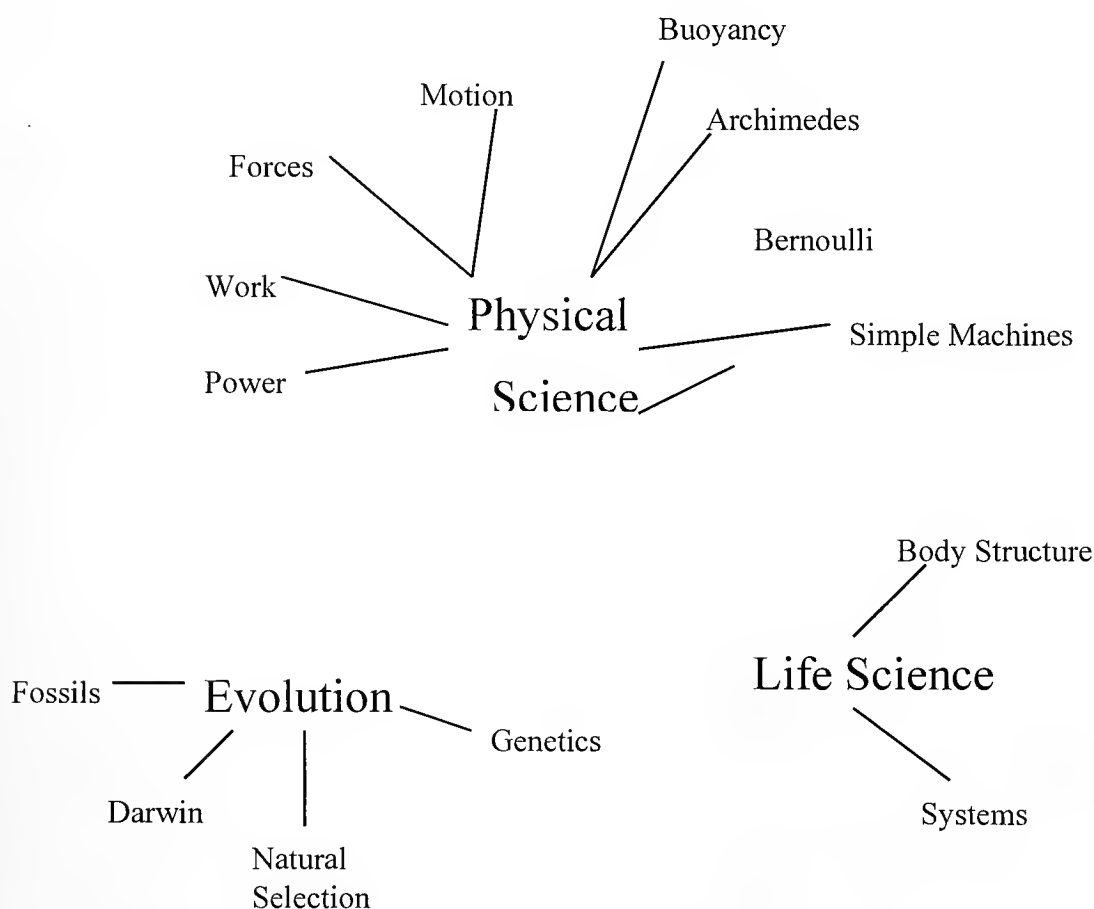 Buoyancy
Motion
Archimedes
Forces
Bernoulli
Work
Physical
Simple Machines
Power
Science
Body Structure
Life Science
Fossils
Evolution
Genetics
Darwin
Systems
Natural
Selection